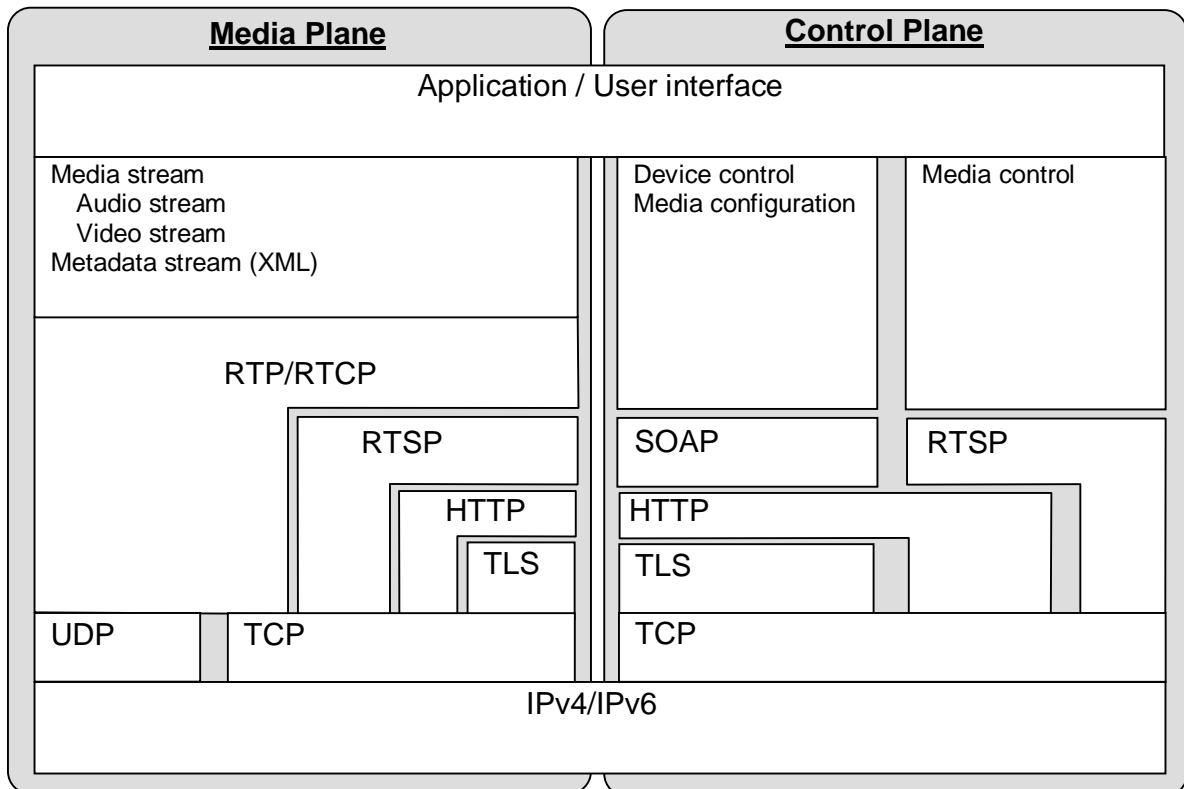 Media Plane
Control Plane
Application / User interface
Media stream
Audio stream
Video stream
Metadata stream (XML)
Device control
Media configuration
Media control
RTP/RTCP
RTSP
SOAP
RTSP
HTTP
HTTP
TLS
TLS
UDP
TCP
TCP
IPv4/IPv6